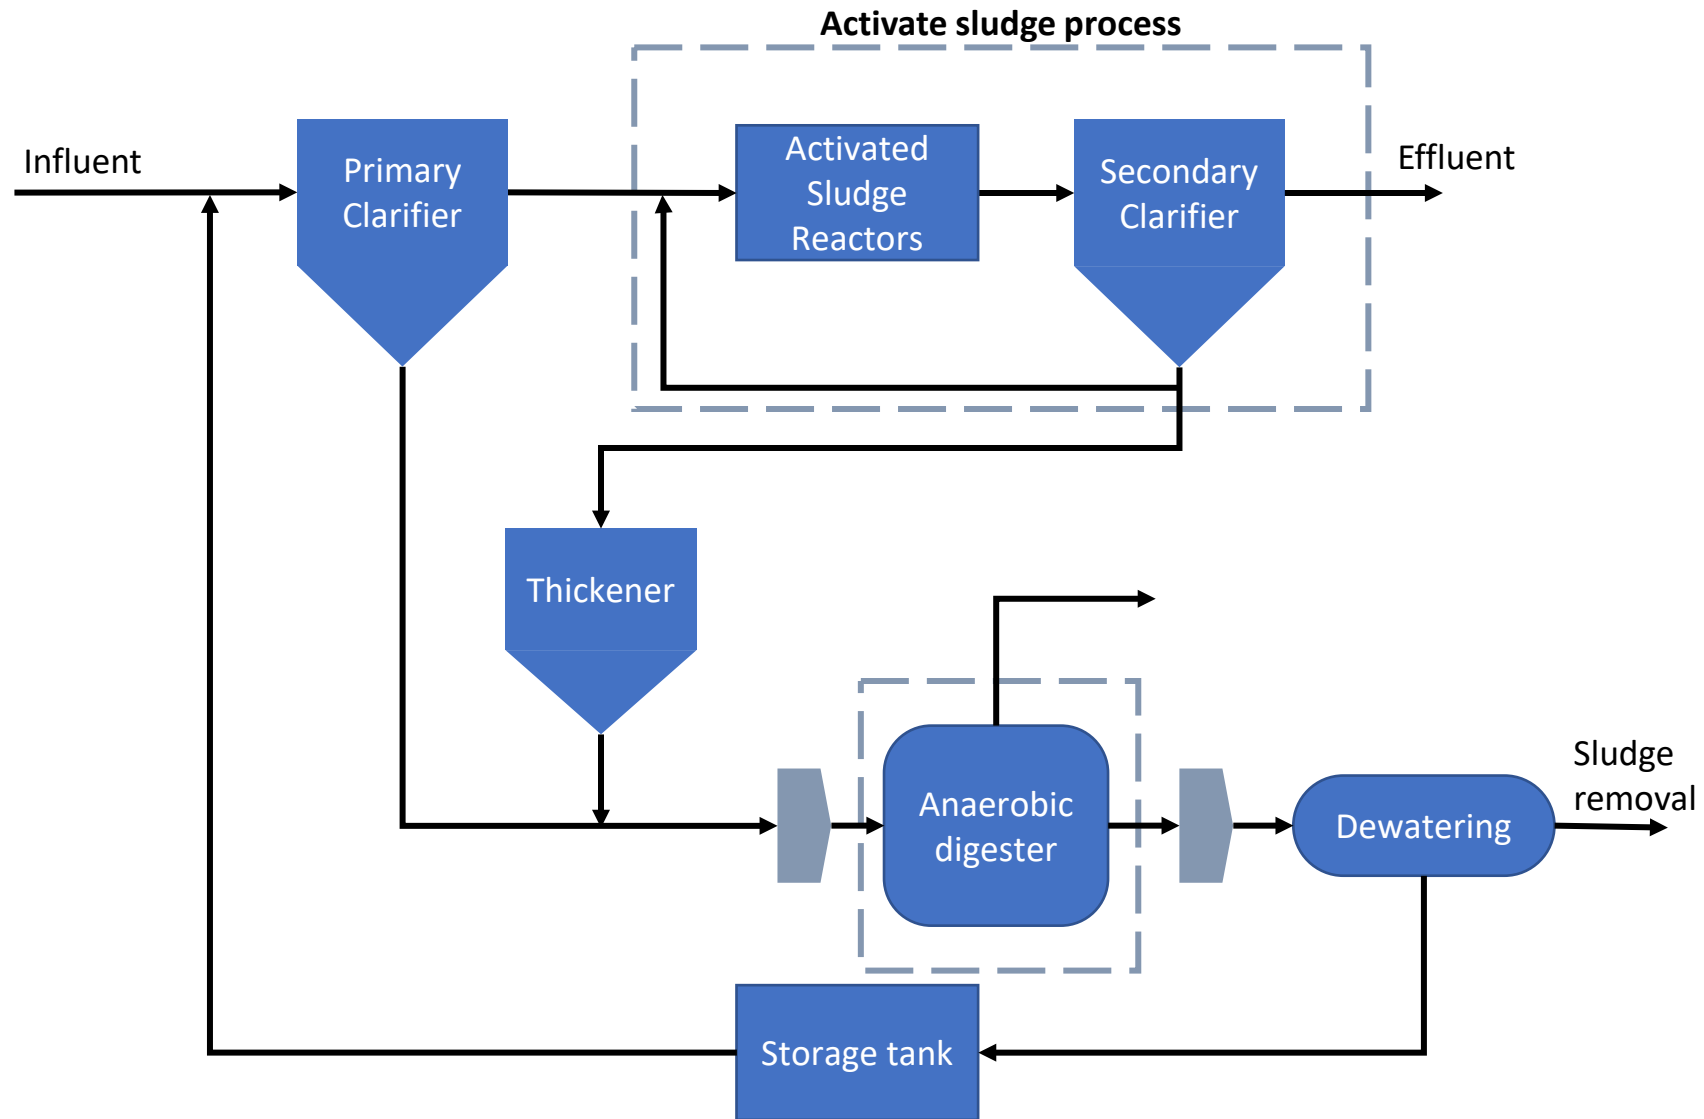 Activate sludge process
Influent
Primary
Clarifier
Activated
Sludge
Reactors
Secondary
Clarifier
Effluent
Thickener
Anaerobic
digester
Dewatering
Sludge
removal
Storage tank